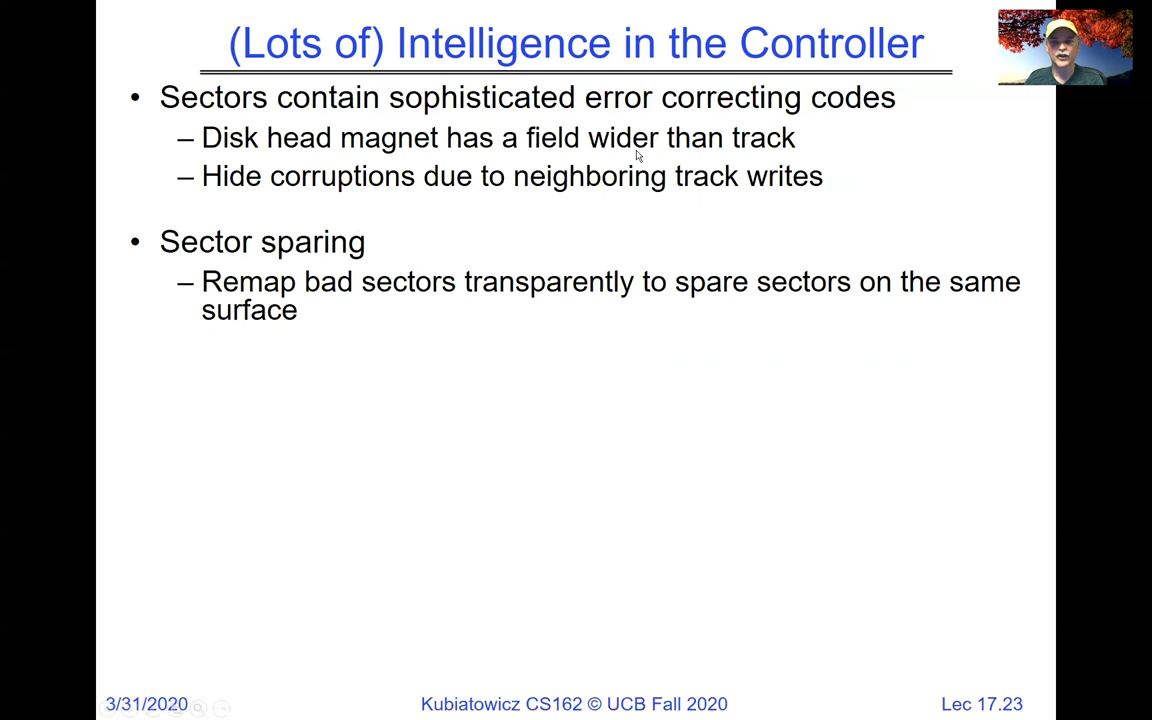 (Lots of) Intelligence in the Controller
• Sectors contain sophisticated error correcting codes
– Disk head magnet has a field wider than track
– Hide corruptions due to neighboring track writes
• Sector sparing
– Remap bad sectors transparently to spare sectors on the same
surface
3/31/2020
Kubiatowicz CS162 © UCB Fall 2020
Lec 17.23